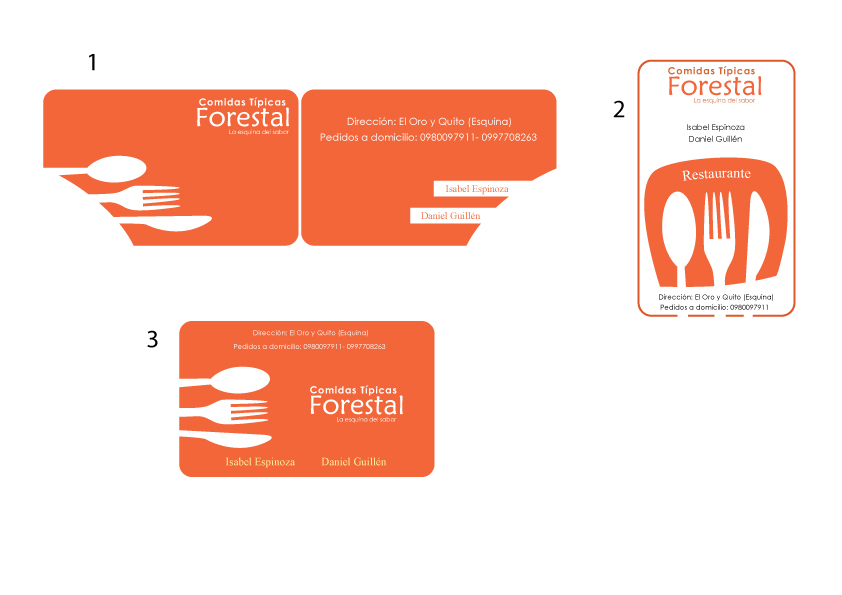 1
Comidas Típicas
Forestal
La esquina del sabor
Dirección: El Oro y Quito (Esquina)
Pedidos a domicilio: 0980097911- 0997708263
Isabel Espinoza
Daniel Guillén
2
Comidas Típicas
Forestal
La esquina del sabor
Isabel Espinoza
Daniel Guillén
Restaurante
Dirección: El Oro y Quito (Esquina)
Pedidos a domicilio: 0980097911
3
Dirección: El Oro y Quito (Esquina)
Pedidos a domicilio: 0980097911- 0997708263
Comidas Típicas
Forestal
La esquina del sabor
Isabel Espinoza Daniel Guillén